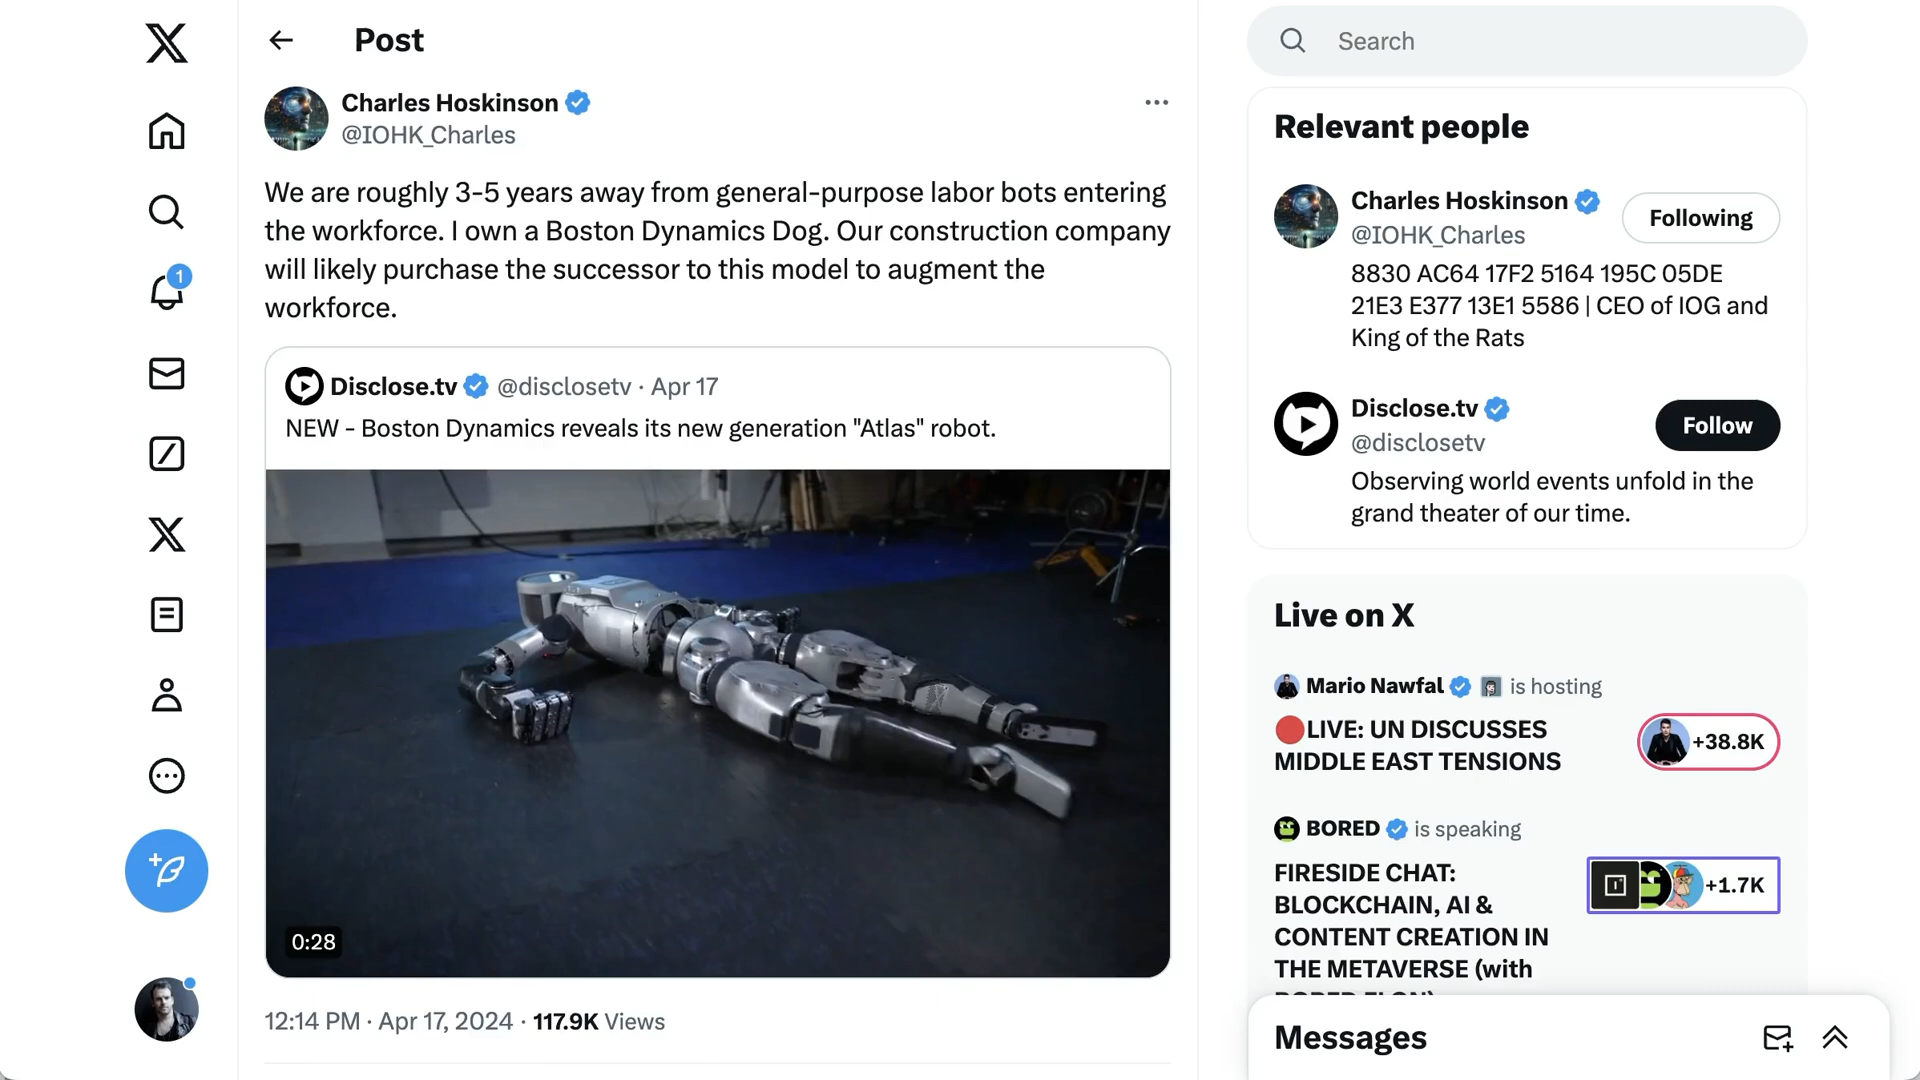 Post
Charles Hoskinson
@IOHK_Charles
We are roughly 3-5 years away from general-purpose labor bots entering
the workforce. I own a Boston Dynamics Dog. Our construction company
will likely purchase the successor to this model to augment the
workforce.
Disclose.tv @disclosetv · Apr 17
NEW - Boston Dynamics reveals its new generation "Atlas" robot.
0:28
12:14 PM · Apr 17, 2024 · 117.9K Views
1
Search
Relevant people
Charles Hoskinson
@IOHK_Charles
Following
8830 AC64 17F2 5164 195C 05DE
21E3 E377 13E1 5586 | CEO of IOG and
King of the Rats
Disclose.tv
@disclosetv
Follow
Observing world events unfold in the
grand theater of our time.
Live on X
Mario Nawfal is hosting
LIVE: UN DISCUSSES
MIDDLE EAST TENSIONS
+38.8K
BORED is speaking
FIRESIDE CHAT:
BLOCKCHAIN, AI &
CONTENT CREATION IN
THE METAVERSE (with
+1.7K
Messages